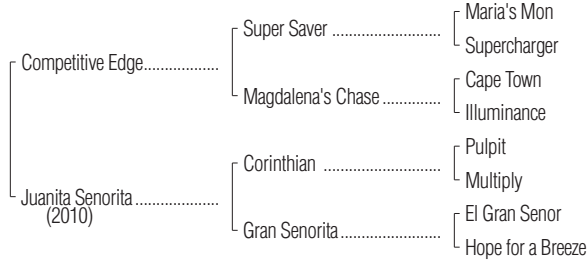 Maria's Mon
Super Saver ........................
Supercharger
Competitive Edge.................
Cape Town
Magdalena's Chase .............
Illuminance
Pulpit
Corinthian ..........................
Multiply
Juanita Senorita ...................
(2010)
El Gran Senor
Gran Senorita......................
Hope for a Breeze